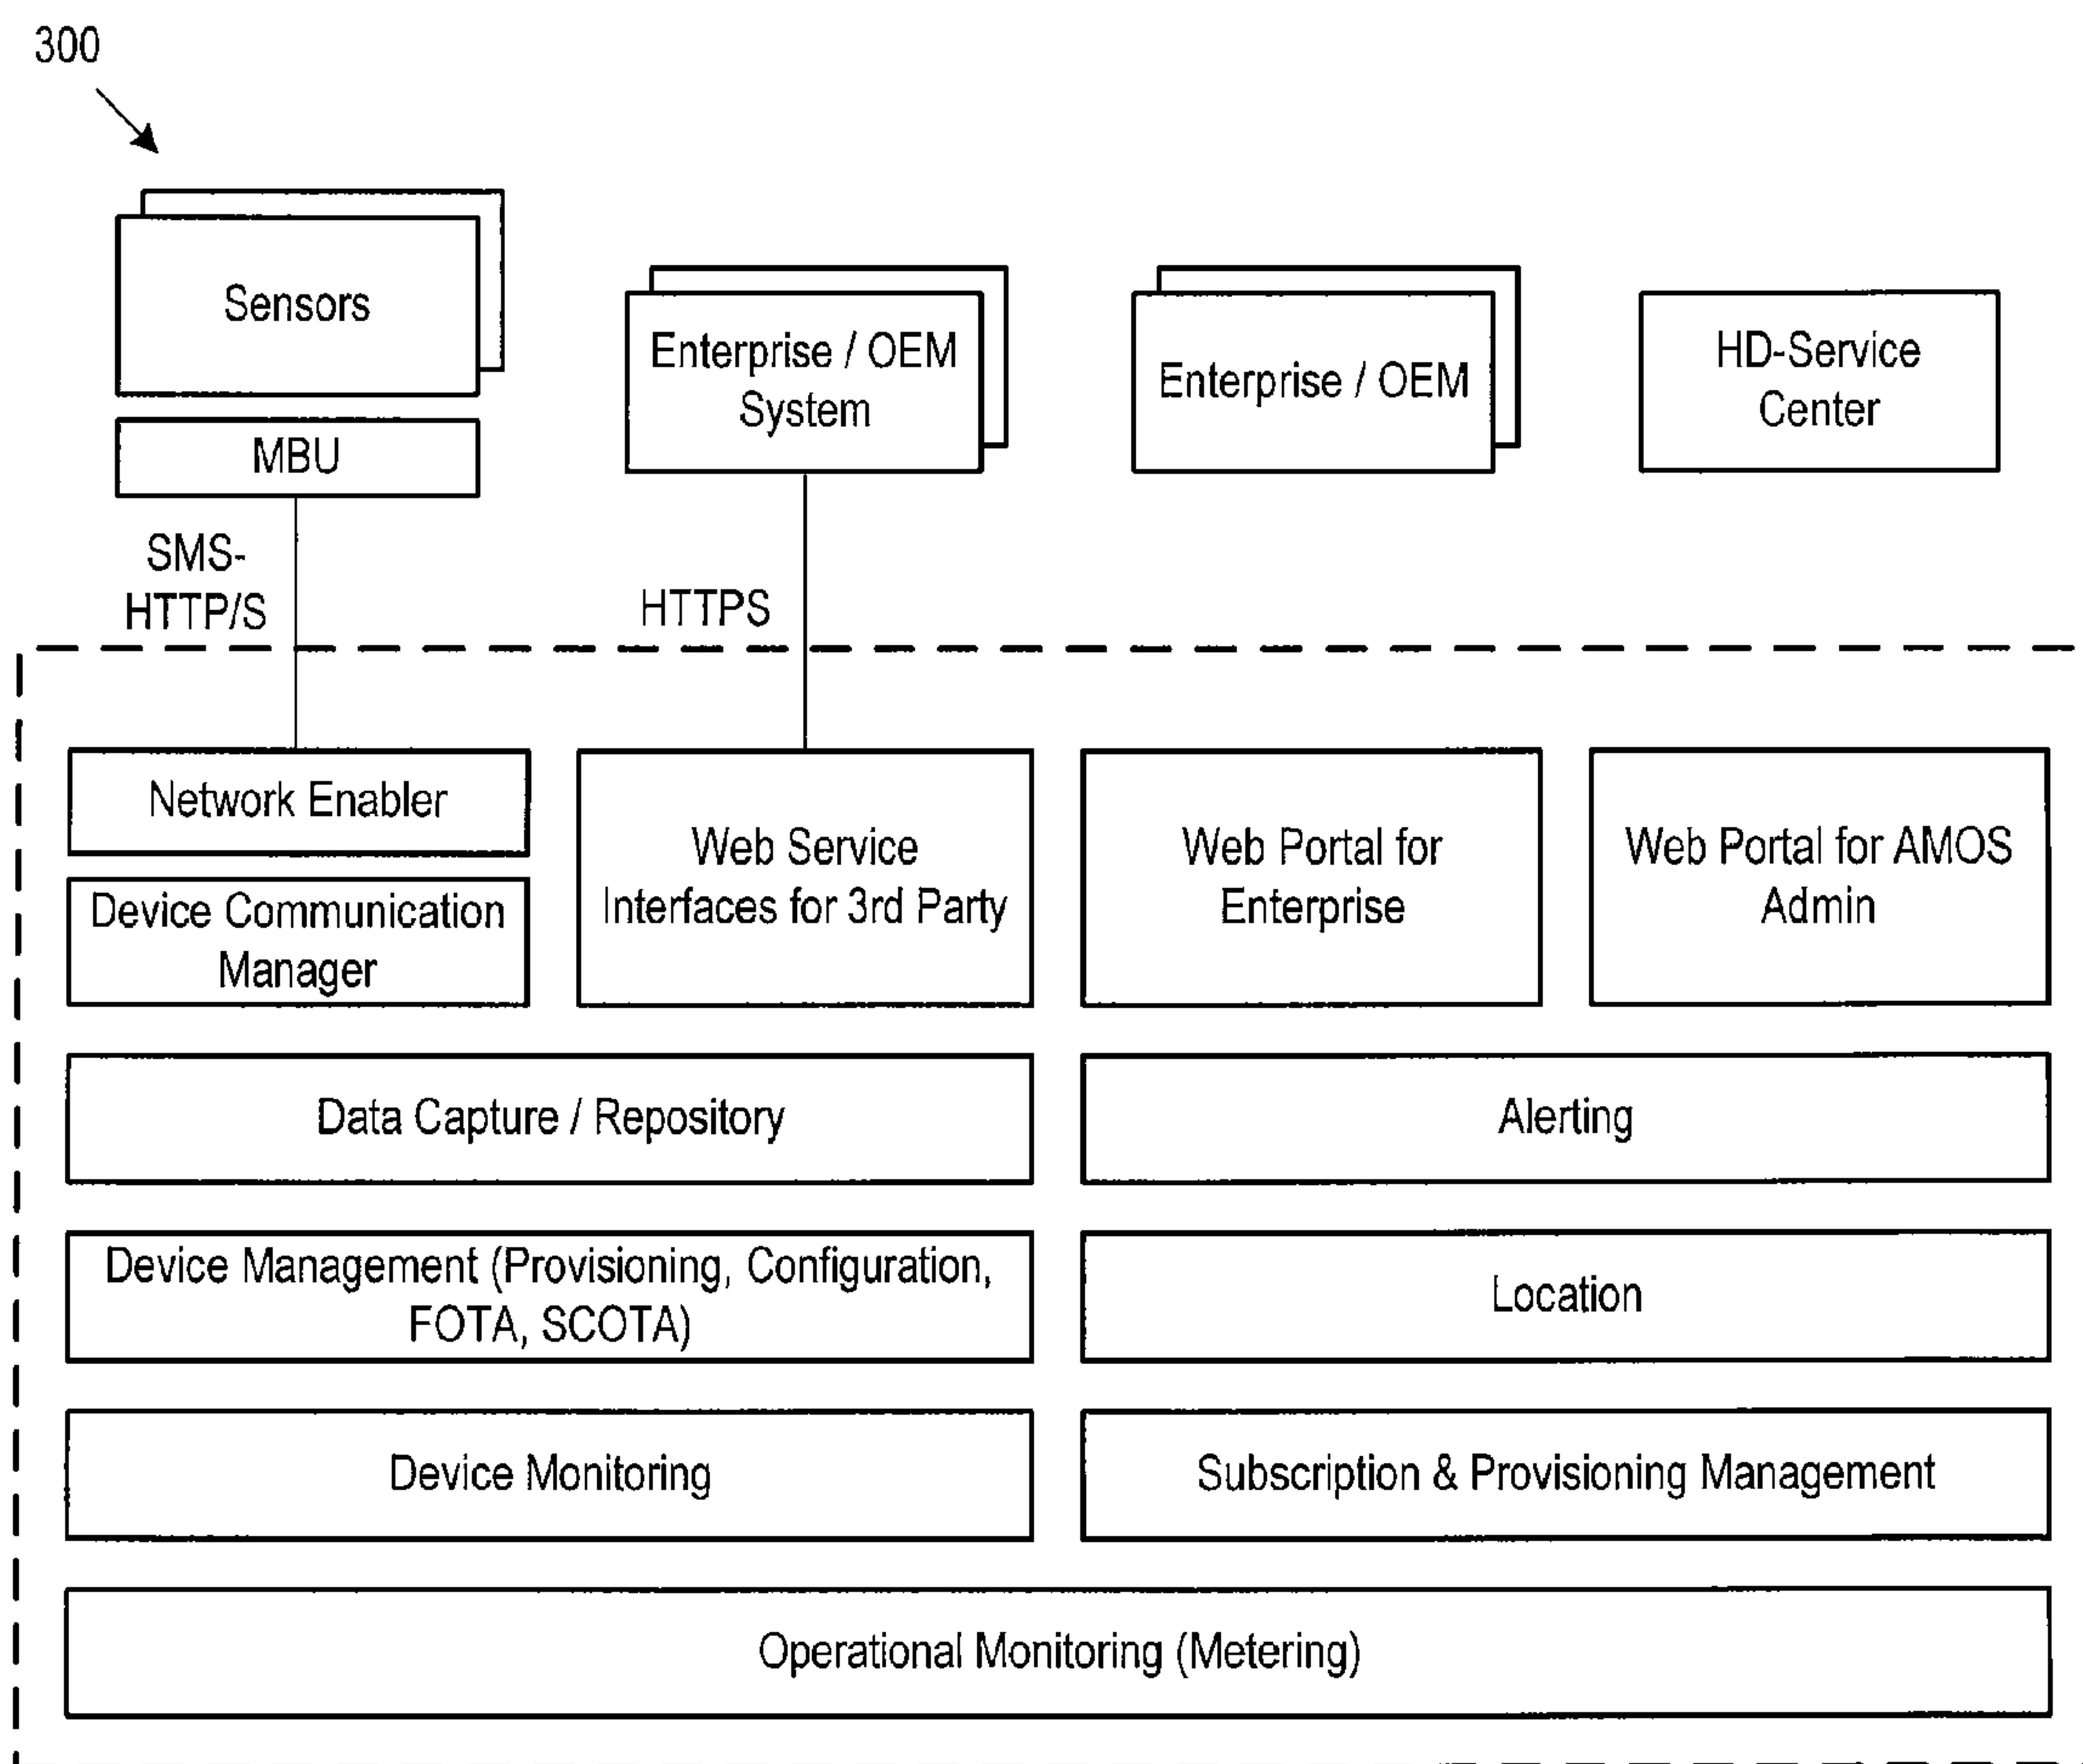 300
Sensors
MBU
Enterprise / OEM
System
Enterprise / OEM
HD-Service
Center
SMS-
HTTP/S
HTTPS
Network Enabler
Device Communication
Manager
Web Service
Interfaces for 3rd Party
Web Portal for
Enterprise
Web Portal for AMOS
Admin
Data Capture / Repository
Alerting
Device Management (Provisioning, Configuration,
FOTA, SCOTA)
Location
Device Monitoring
Subscription & Provisioning Management
Operational Monitoring (Metering)